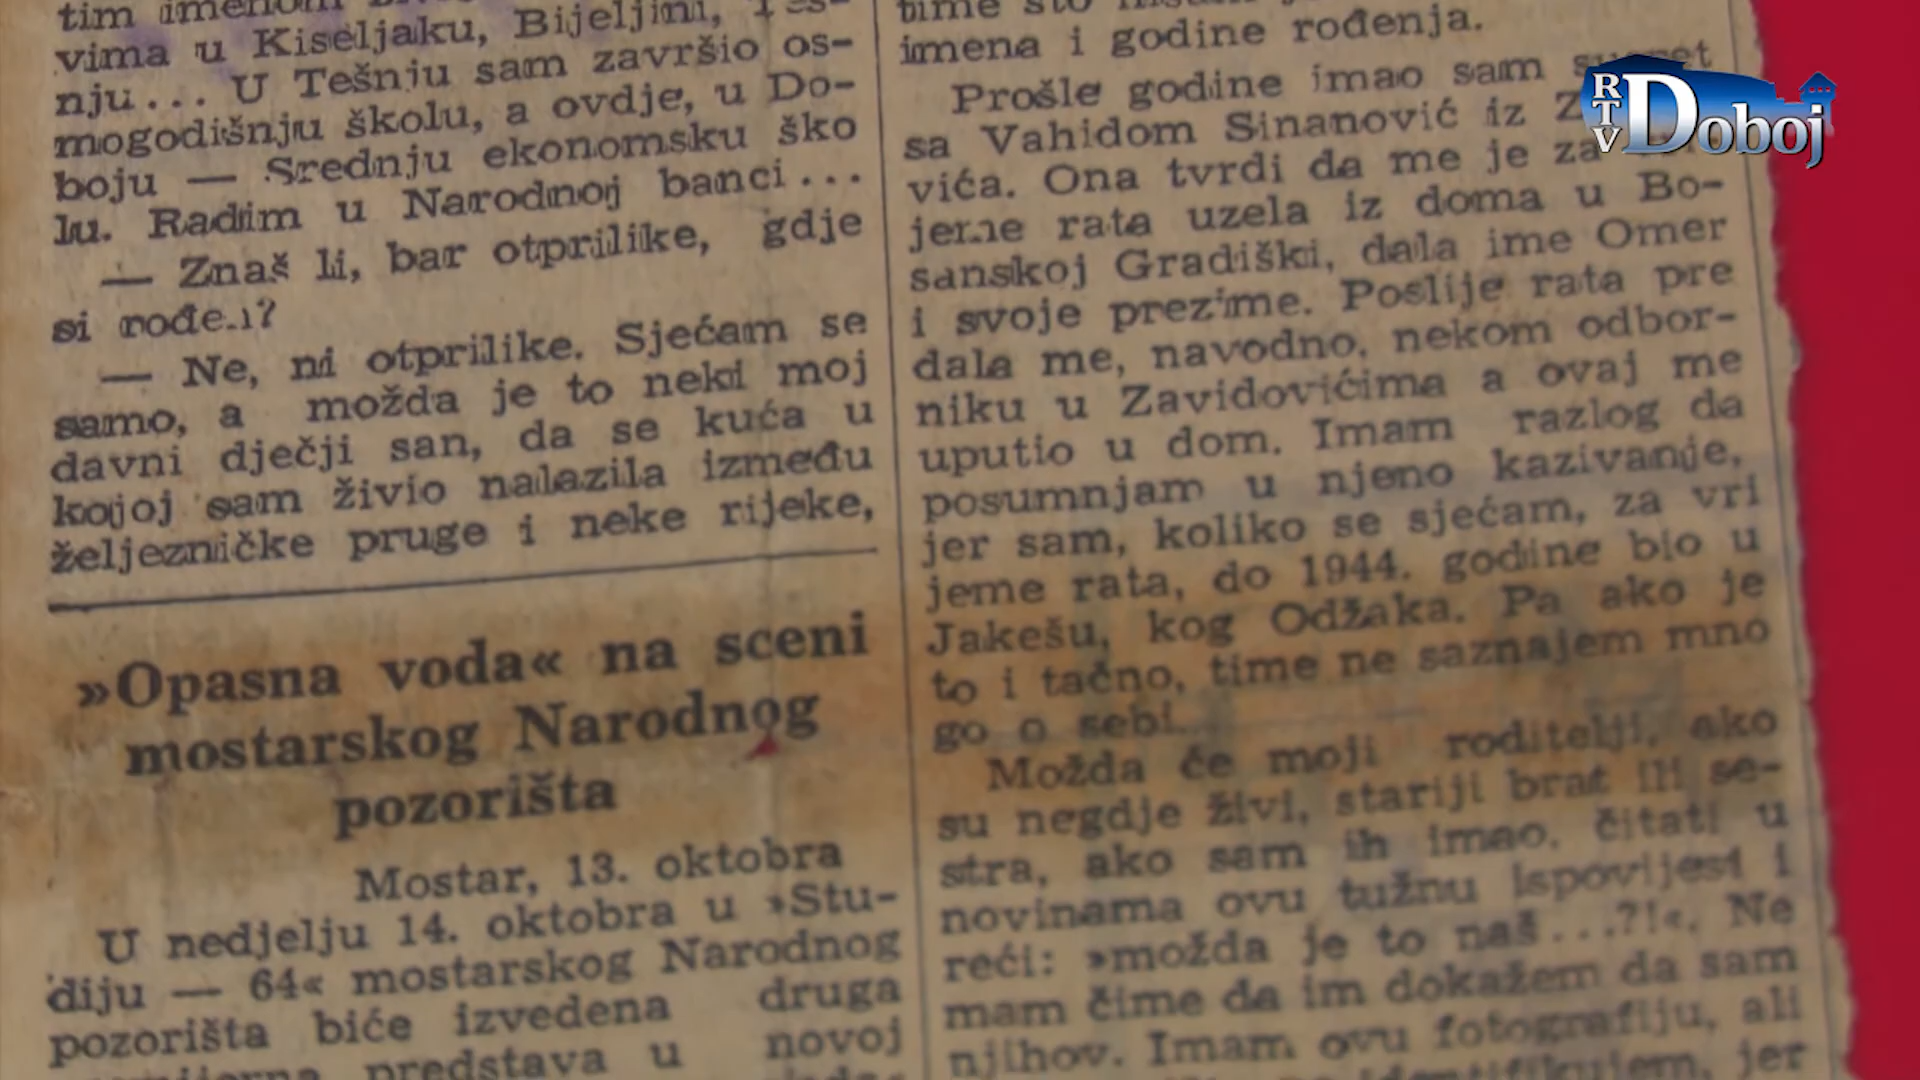 tim imenom
vima u Kiseljaku, Bijeljini, Teš-
nju... U Tešnju sam završio os-
mogodišnju školu, a ovdje, u Do-
boju — Srednju ekonomsku ško
lu. Radim u Narodnoj banci...
— Znaš li, bar otprilike, gdje
si rođen?
— Ne, ni otprilike. Sjećam se
samo, a možda je to neki moj
davni dječji san, da se kuća u
kojoj sam živio nalazila između
željezničke pruge i neke rijeke,
»Opasna voda« na sceni
mostarskog Narodnog
pozorišta
Mostar, 13. oktobra
U nedjelju 14. oktobra u »Stu-
diju — 64« mostarskog Narodnog
pozorišta biće izvedena druga
predstava u novoj
time što
imena i godine rođenja.
Prošle godine imao sam susret
sa Vahidom Sinanović iz
vića. Ona tvrdi da me je za
jeme rata uzela iz doma u Bo-
sanskoj Gradiški, dala ime Omer
i svoje prezime. Poslije rata pre
dala me, navodno, nekom odbor-
niku u Zavidovićima a ovaj me
uputio u dom. Imam razlog da
posumnjam u njeno kazivanje,
jer sam, koliko se sjećam, za vri
jeme rata, do 1944. godine bio u
Jakešu, kog Odžaka. Pa ako je
to i tačno, time ne saznajem mno
go o sebi.
Možda će moji roditelji, ako
su negdje živi, stariji brat ili se-
stra, ako sam ih imao, čitati u
novinama ovu tužnu ispovijest i
reći: »možda je to naš...?!«. Ne
mam čime da im dokažem da sam
njihov. Imam ovu fotografiju, ali
identifikujem, jer
RTV Doboj